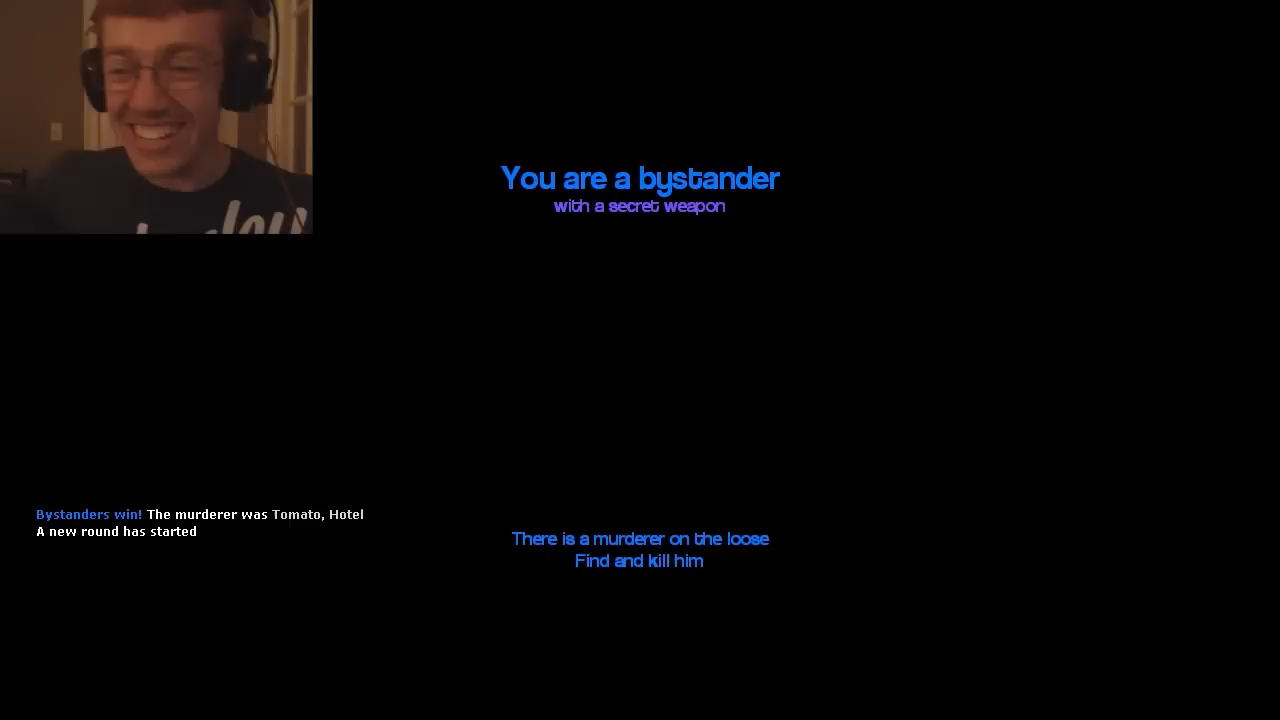 You are a bystander
with a secret weapon
Bystanders win! The murderer was Tomato, Hotel
A new round has started
There is a murderer on the loose
Find and kill him